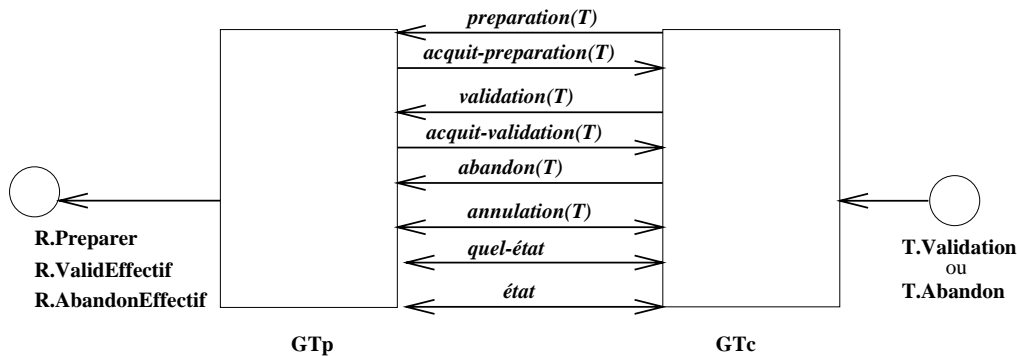 preparation(T)
acquit-preparation(T)
validation(T)
acquit-validation(T)
abandon(T)
annulation(T)
quel-état
état
R.Preparer
R.ValidEffectif
R.AbandonEffectif
T.Validation
ou
T.Abandon
GTp
GTc